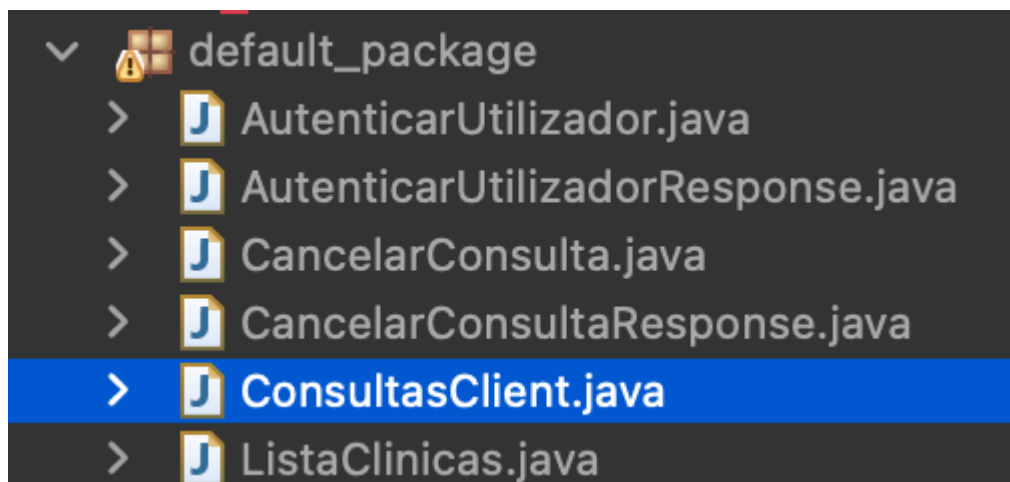 default_package
AutenticarUtilizador.java
AutenticarUtilizadorResponse.java
CancelarConsulta.java
CancelarConsultaResponse.java
ConsultasClient.java
ListaClinicas.java